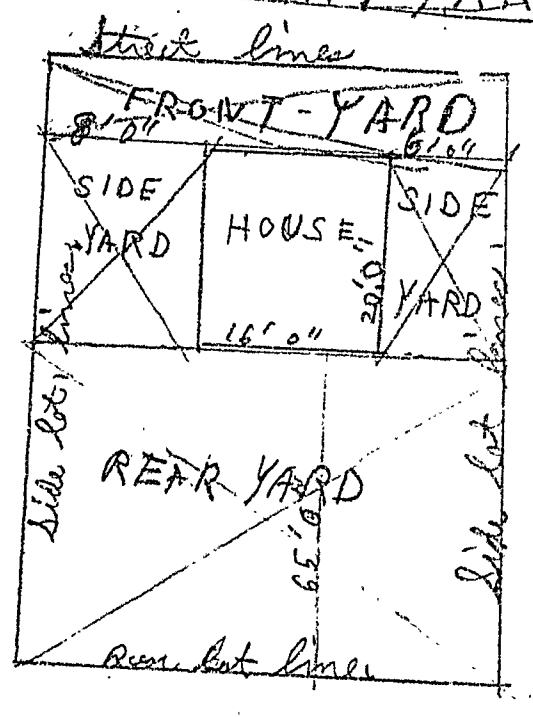 Street lines
FRONT-YARD
8'0" 6'0"
SIDE
YARD
HOUSE
16'0"
20'0"
SIDE
YARD
Side lot lines
Side lot lines
REAR YARD
65'0
lot line